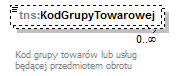 tns:KodGrupyTowarowej
0..∞
Kod grupy towarów lub usług
będącej przedmiotem obrotu